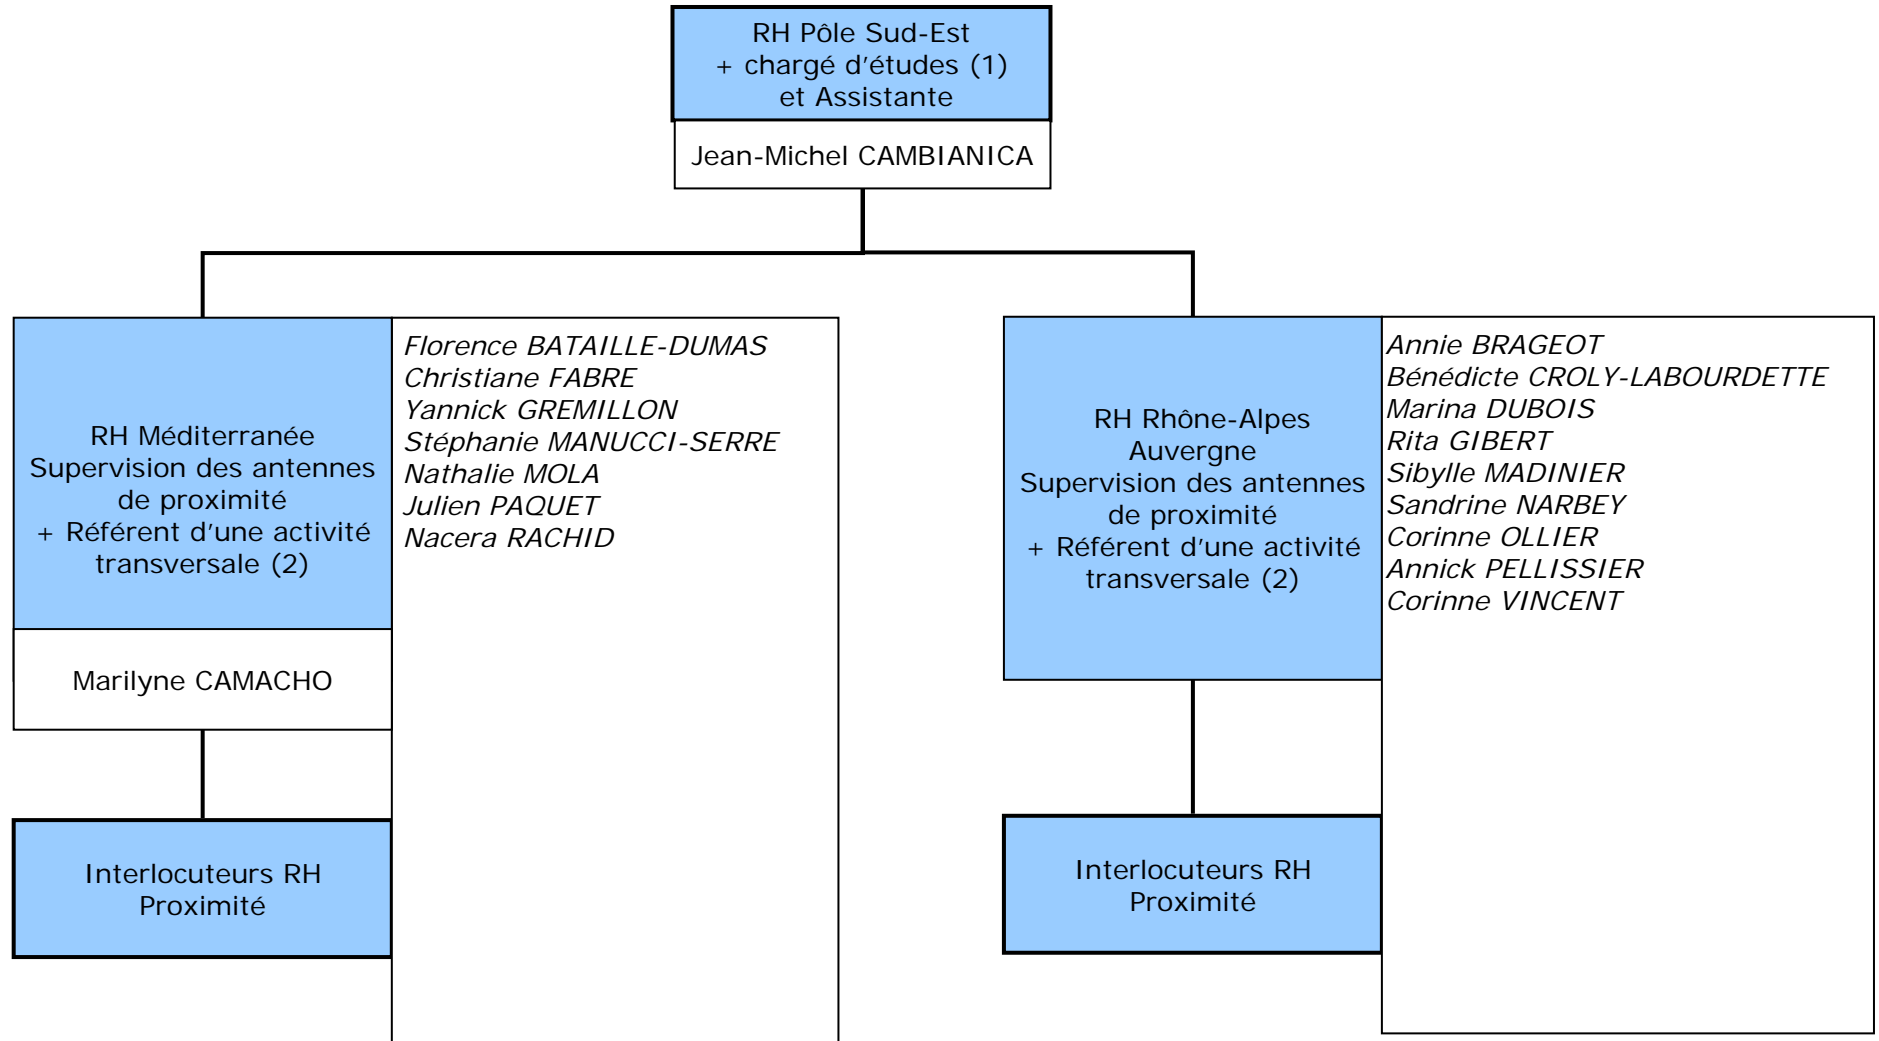 RH Pôle Sud-Est
+ chargé d’études (1)
et Assistante
Jean-Michel CAMBIANICA
RH Méditerranée
Supervision des antennes
de proximité
+ Référent d’une activité
transversale (2)
Marilyne CAMACHO
Interlocuteurs RH
Proximité
Florence BATAILLE-DUMAS
Christiane FABRE
Yannick GREMILLON
Stéphanie MANUCCI-SERRE
Nathalie MOLA
Julien PAQUET
Nacera RACHID
RH Rhône-Alpes
Auvergne
Supervision des antennes
de proximité
+ Référent d’une activité
transversale (2)
Interlocuteurs RH
Proximité
Annie BRAGEOT
Bénédicte CROLY-LABOURDETTE
Marina DUBOIS
Rita GIBERT
Sibylle MADINIER
Sandrine NARBEY
Corinne OLLIER
Annick PELLISSIER
Corinne VINCENT